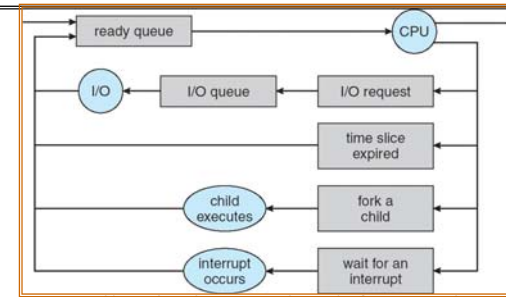 ready queue
CPU
I/O
I/O queue
I/O request
time slice
expired
child
executes
fork a
child
interrupt
occurs
wait for an
interrupt